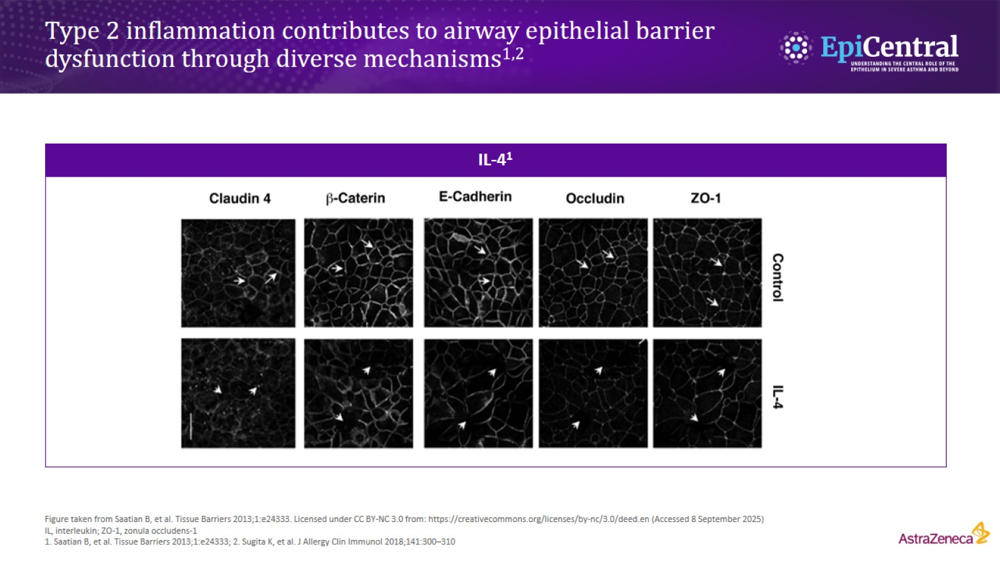 Type 2 inflammation contributes to airway epithelial barrier
dysfunction through diverse mechanisms1,2
EpiCentral
UNDERSTANDING THE CENTRAL ROLE OF THE
EPITHELIUM IN SEVERE ASTHMA AND BEYOND
IL-41
Claudin 4 β-Caterin E-Cadherin Occludin ZO-1
Control
IL-4
Figure taken from Saatian B, et al. Tissue Barriers 2013;1:e24333. Licensed under CC BY-NC 3.0 from: https://creativecommons.org/licenses/by-nc/3.0/deed.en (Accessed 8 September 2025)
IL, interleukin; ZO-1, zonula occludens-1
1. Saatian B, et al. Tissue Barriers 2013;1:e24333; 2. Sugita K, et al. J Allergy Clin Immunol 2018;141:300–310
AstraZeneca